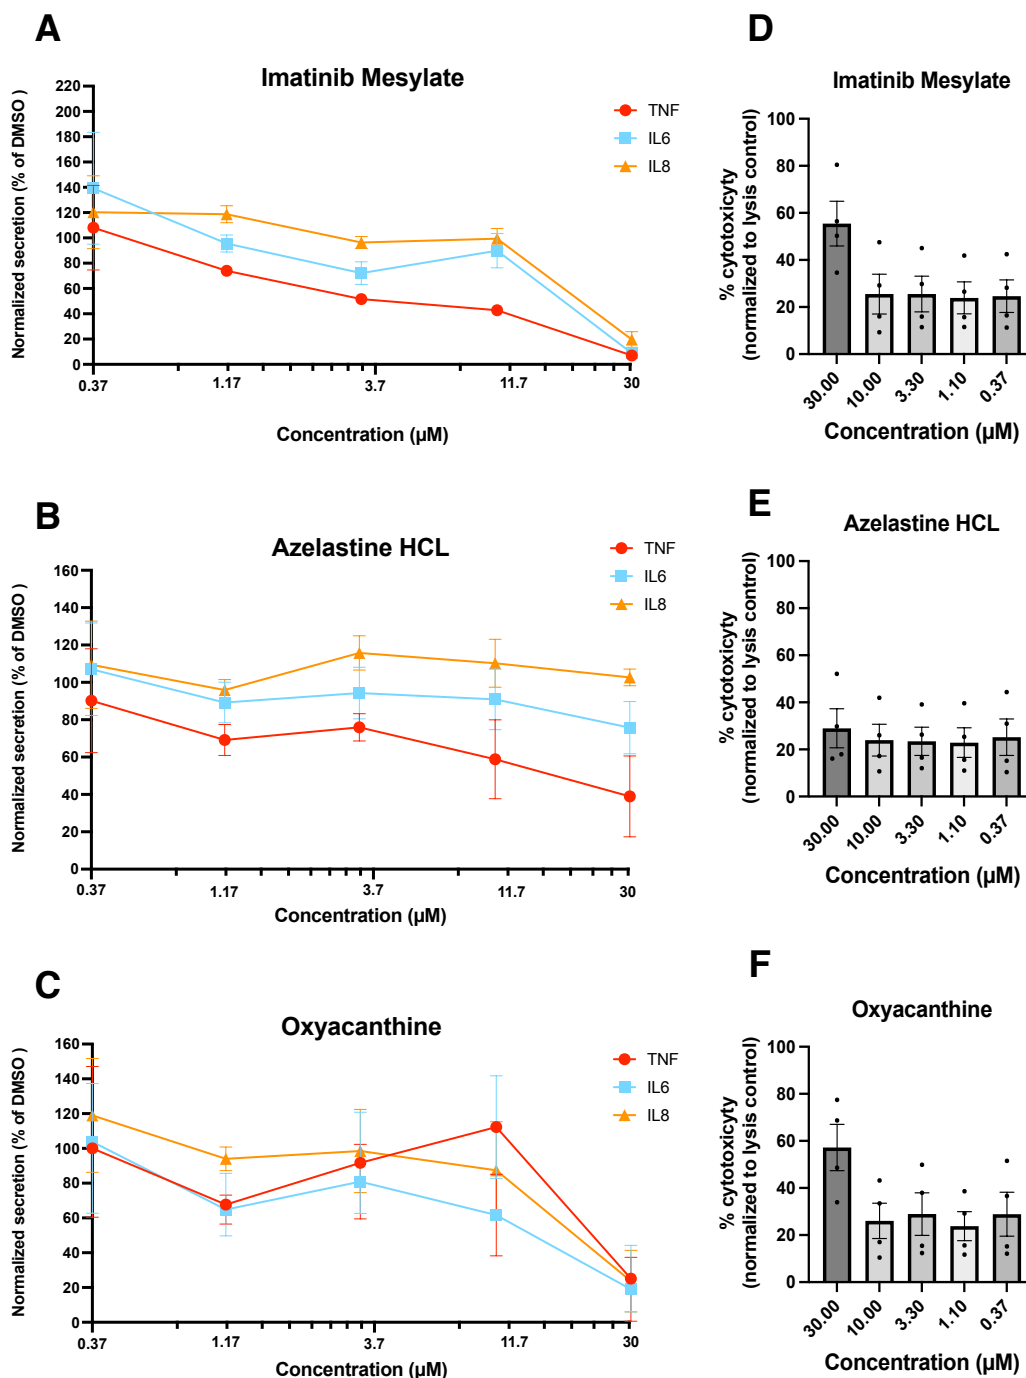 A
Imatinib Mesylate
Normalized secretion (% of DMSO )
220
200
180
160
140
120
100
80
60
40
20
0
0.37
1.17
3.7
11.7
30
Concentration (µM)
TNF
IL6
IL8
D
Imatinib Mesylate
% cytotoxicyty
(normalized to lysis control)
100
80
60
40
20
0
30.00
10.00
3.30
1.10
0.37
Concentration (µM)
B
Azelastine HCL
Normalized secretion (% of DMSO )
160
140
120
100
80
60
40
20
0
0.37
1.17
3.7
11.7
30
Concentration (µM)
TNF
IL6
IL8
E
Azelastine HCL
% cytotoxicyty
(normalized to lysis control)
100
80
60
40
20
0
30.00
10.00
3.30
1.10
0.37
Concentration (µM)
C
Oxyacanthine
Normalized secretion (% of DMSO )
160
140
120
100
80
60
40
20
0
0.37
1.17
3.7
11.7
30
Concentration (µM)
TNF
IL6
IL8
F
Oxyacanthine
% cytotoxicyty
(normalized to lysis control)
100
80
60
40
20
0
30.00
10.00
3.30
1.10
0.37
Concentration (µM)